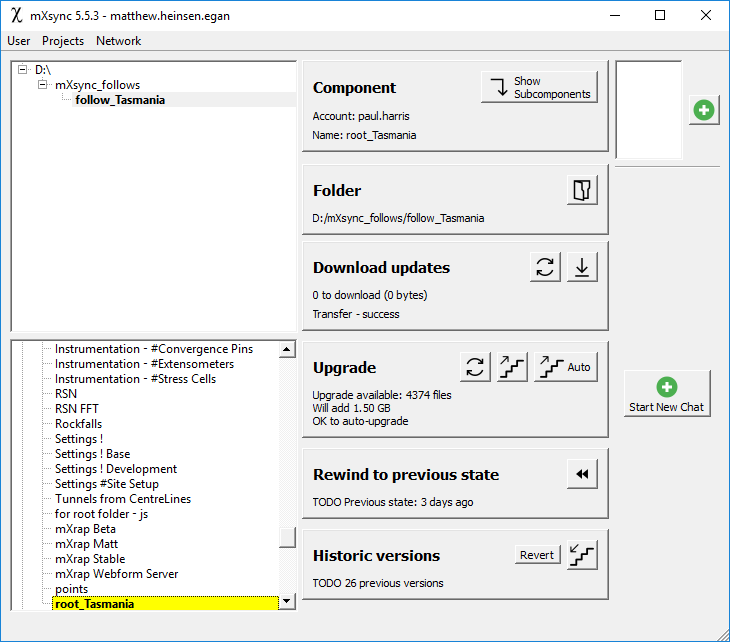 mXsync 5.5.3 - matthew.heinsen.egan
User Projects Network
D:\
mXsync_follows
follow_Tasmania
Instrumentation - #Convergence Pins
Instrumentation - #Extensometers
Instrumentation - #Stress Cells
RSN
RSN FFT
Rockfalls
Settings !
Settings ! Base
Settings ! Development
Settings #Site Setup
Tunnels from CentreLines
for root folder - js
mXrap Beta
mXrap Matt
mXrap Stable
mXrap Webform Server
points
root_Tasmania
Component
Show
Subcomponents
Account: paul.harris
Name: root_Tasmania
Folder
D:/mXsync_follows/follow_Tasmania
Download updates
0 to download (0 bytes)
Transfer - success
Upgrade
Auto
Upgrade available: 4374 files
Will add 1.50 GB
OK to auto-upgrade
Rewind to previous state
TODO Previous state: 3 days ago
Historic versions
Revert
TODO 26 previous versions
Start New Chat